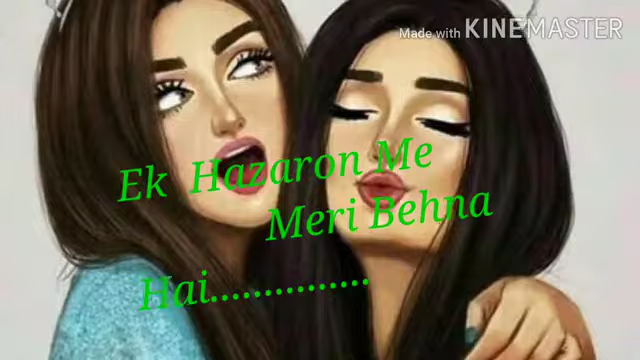 Made with KINEMASTER
Ek Hazaron Me
Meri Behna
Hai...............